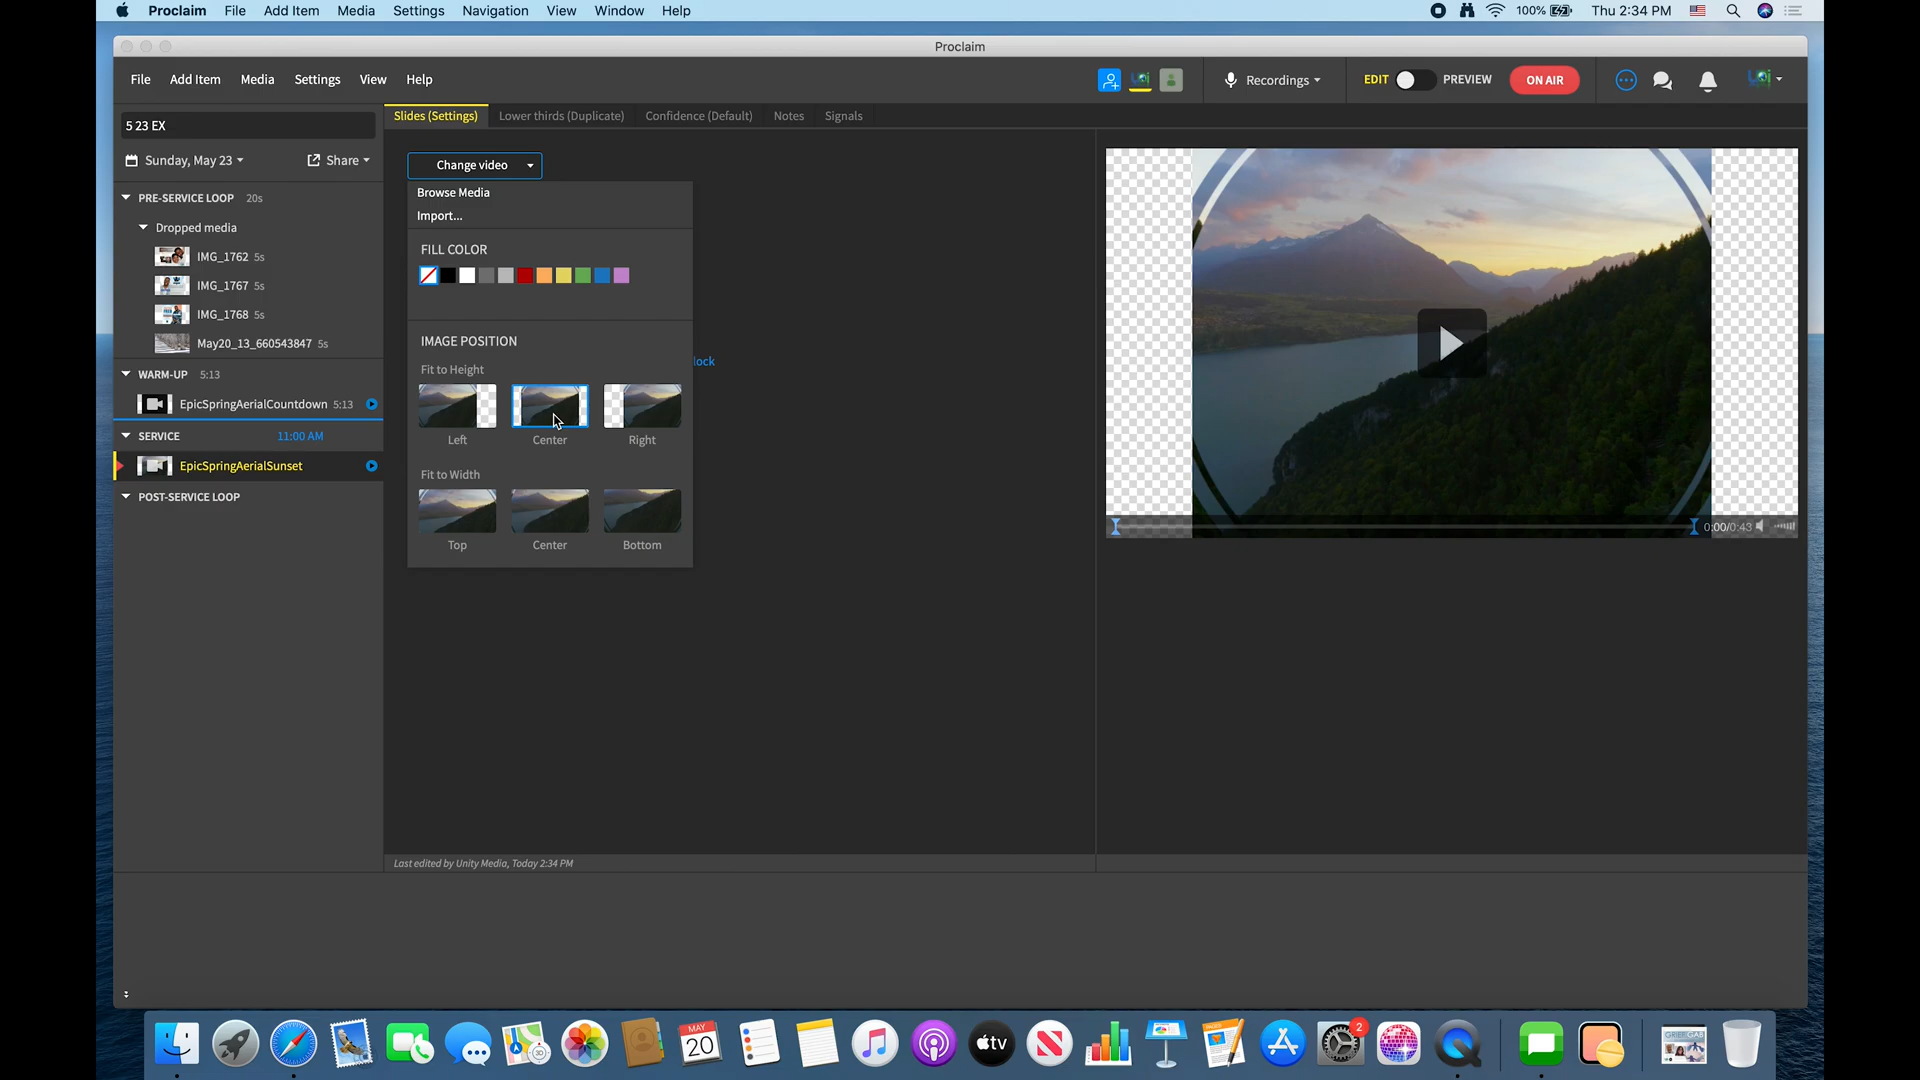 Proclaim File Add Item Media Settings Navigation View Window Help 100% Thu 2:34 PM
Proclaim
File Add Item Media Settings View Help Recordings EDIT PREVIEW ON AIR
5 23 EX
Sunday, May 23 Share
PRE-SERVICE LOOP 20s
Dropped media
IMG_1762 5s
IMG_1767 5s
IMG_1768 5s
May20_13_660543847 5s
WARM-UP 5:13
EpicSpringAerialCountdown 5:13
SERVICE 11:00 AM
EpicSpringAerialSunset
POST-SERVICE LOOP
Slides (Settings) Lower thirds (Duplicate) Confidence (Default) Notes Signals
Change video
Browse Media
Import...
FILL COLOR
IMAGE POSITION
lock
Fit to Height
Left Center Right
Fit to Width
Top Center Bottom
0:00/0:43
Last edited by Unity Media, Today 2:34 PM
MAY
20
tv
2